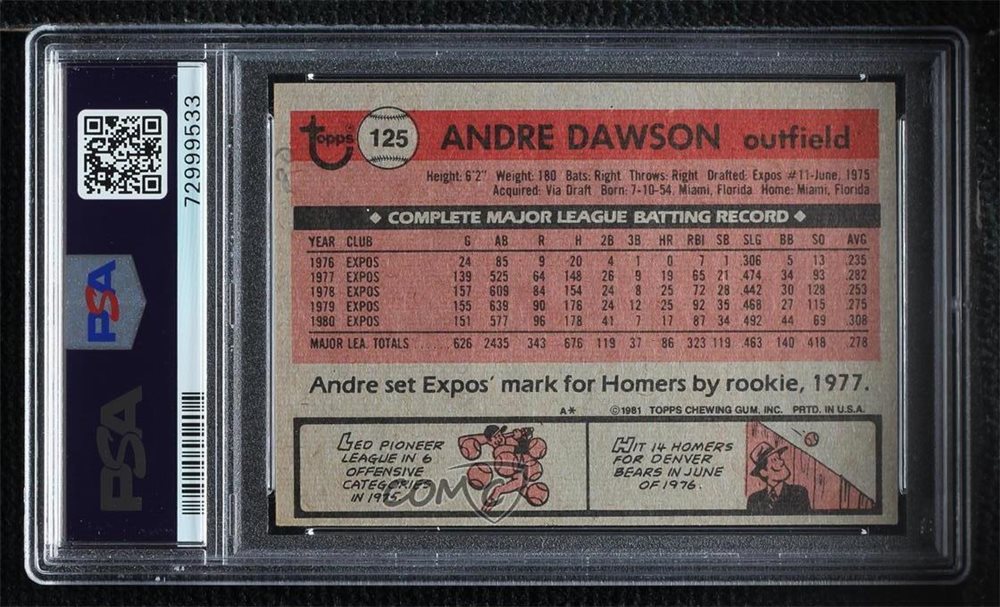 72999533
PSA
PSA
Topps 125 ANDRE DAWSON outfield
Height: 6'2" Weight: 180 Bats: Right Throws: Right Drafted: Expos #11-June, 1975
Acquired: Via Draft Born: 7-10-54, Miami, Florida Home: Miami, Florida
◆ COMPLETE MAJOR LEAGUE BATTING RECORD ◆
YEAR CLUB G AB R H 2B 3B HR RBI SB SLG BB SO AVG
1976 EXPOS 24 85 9 20 4 1 0 7 1 .306 5 13 .235
1977 EXPOS 139 525 64 148 26 9 19 65 21 .474 34 93 .282
1978 EXPOS 157 609 84 154 24 8 25 72 28 .442 30 128 .253
1979 EXPOS 155 639 90 176 24 12 25 92 35 .468 27 115 .275
1980 EXPOS 151 577 96 178 41 7 17 87 34 .492 44 69 .308
MAJOR LEA. TOTALS 626 2435 343 676 119 37 86 323 119 .463 140 418 .278
Andre set Expos' mark for Homers by rookie, 1977.
A* ©1981 TOPPS CHEWING GUM, INC. PRTD. IN U.S.A.
LED PIONEER
LEAGUE IN 6
OFFENSIVE
CATEGORIES
IN 1975.
HIT 14 HOMERS
FOR DENVER
BEARS IN JUNE
OF 1976.
COMC